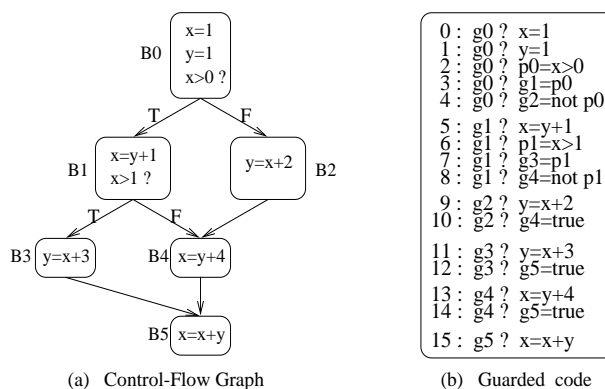 B0
x=1
y=1
x>0 ?
T
F
B1
x=y+1
x>1 ?
y=x+2
B2
T
F
B3
y=x+3
B4
x=y+4
B5
x=x+y
(a) Control-Flow Graph
0 : g0 ? x=1
1 : g0 ? y=1
2 : g0 ? p0=x>0
3 : g0 ? g1=p0
4 : g0 ? g2=not p0
5 : g1 ? x=y+1
6 : g1 ? p1=x>1
7 : g1 ? g3=p1
8 : g1 ? g4=not p1
9 : g2 ? y=x+2
10 : g2 ? g4=true
11 : g3 ? y=x+3
12 : g3 ? g5=true
13 : g4 ? x=y+4
14 : g4 ? g5=true
15 : g5 ? x=x+y
(b) Guarded code